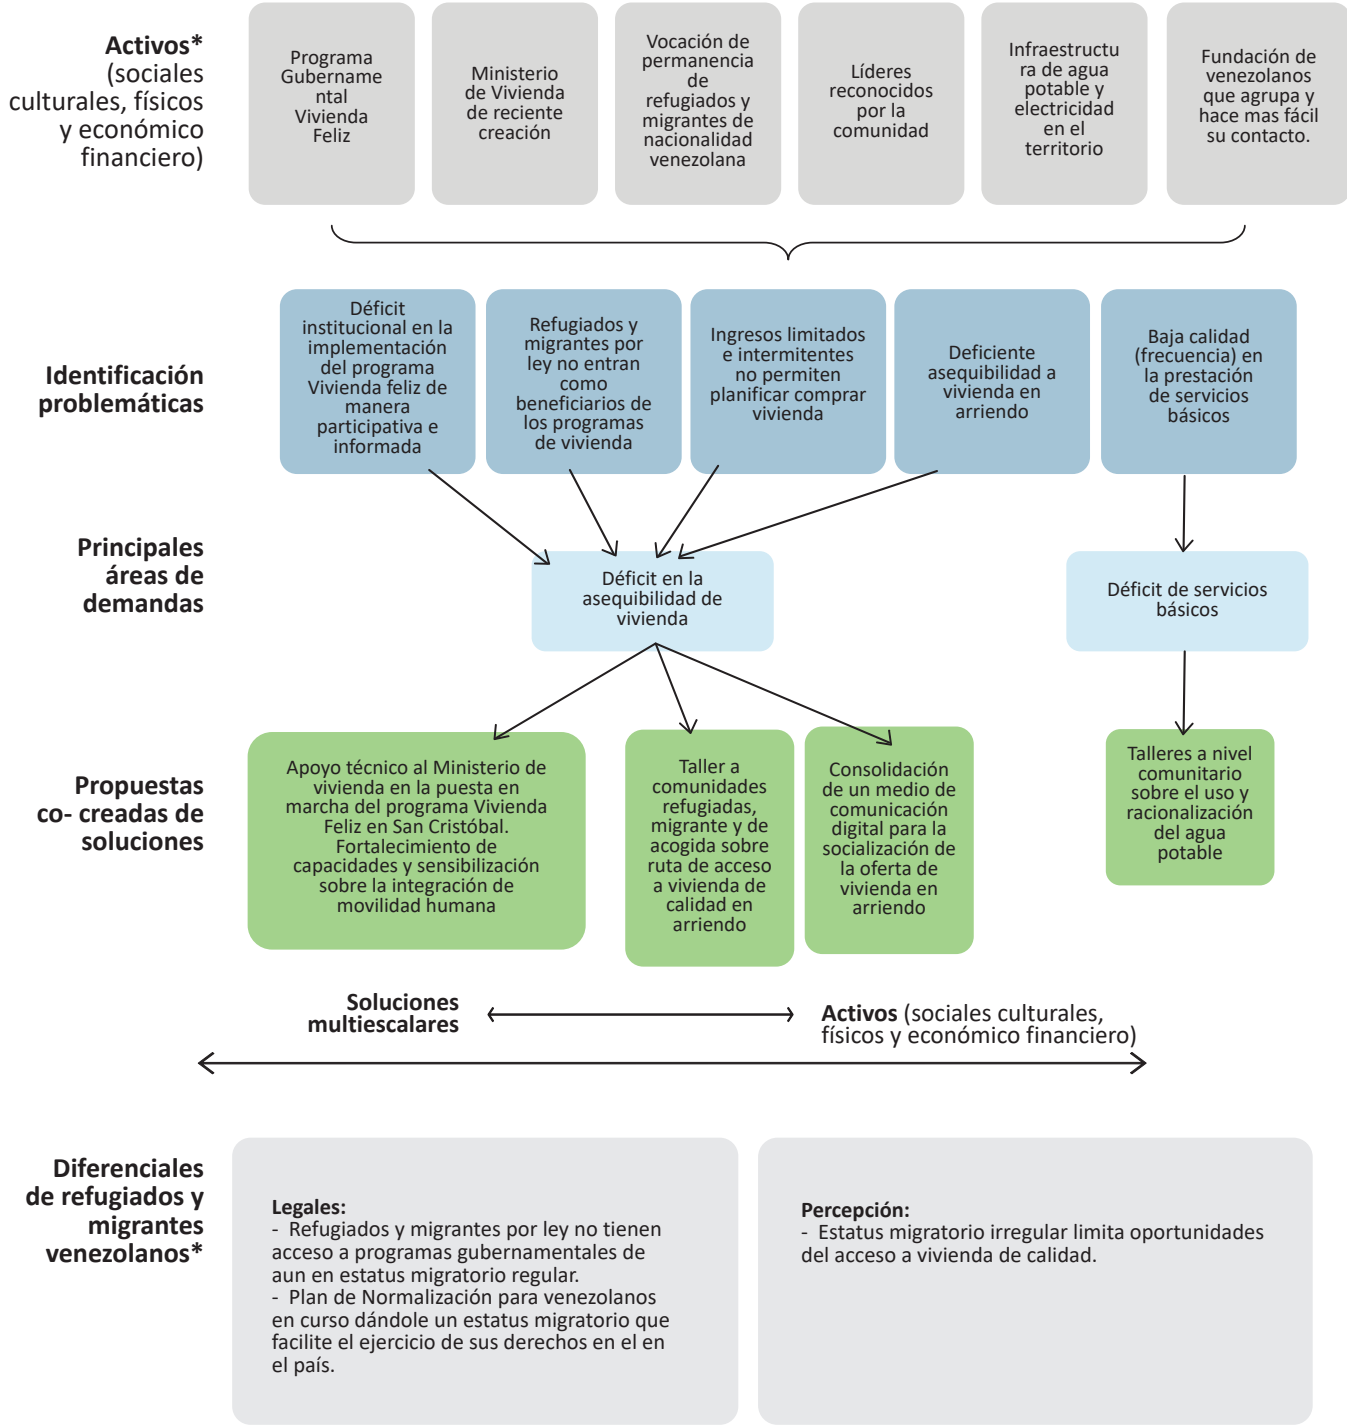 Activos*
(sociales
culturales, físicos
y económico
financiero)
Programa
Gubername
ntal
Vivienda
Feliz
Ministerio
de Vivienda
de reciente
creación
Vocación de
permanencia
de
refugiados y
migrantes de
nacionalidad
venezolana
Líderes
reconocidos
por la
comunidad
Infraestructu
ra de agua
potable y
electricidad
en el
territorio
Fundación de
venezolanos
que agrupa y
hace mas fácil
su contacto.
Identificación
problemáticas
Déficit
institucional en la
implementación
del programa
Vivienda feliz de
manera
participativa e
informada
Refugiados y
migrantes por
ley no entran
como
beneficiarios de
los programas
de vivienda
Ingresos limitados
e intermitentes
no permiten
planificar comprar
vivienda
Deficiente
asequibilidad a
vivienda en
arriendo
Baja calidad
(frecuencia) en
la prestación
de servicios
básicos
Principales
áreas de
demandas
Déficit en la
asequibilidad de
vivienda
Déficit de servicios
básicos
Propuestas
co- creadas de
soluciones
Apoyo técnico al Ministerio de
vivienda en la puesta en
marcha del programa Vivienda
Feliz en San Cristóbal.
Fortalecimiento de
capacidades y sensibilización
sobre la integración de
movilidad humana
Taller a
comunidades
refugiadas,
migrante y de
acogida sobre
ruta de acceso
a vivienda de
calidad en
arriendo
Consolidación
de un medio de
comunicación
digital para la
socialización de
la oferta de
vivienda en
arriendo
Talleres a nivel
comunitario
sobre el uso y
racionalización
del agua
potable
Soluciones
multiescalares
Activos (sociales culturales,
físicos y económico financiero)
Diferenciales
de refugiados y
migrantes
venezolanos*
Legales:
- Refugiados y migrantes por ley no tienen
acceso a programas gubernamentales de
aun en estatus migratorio regular.
- Plan de Normalización para venezolanos
en curso dándole un estatus migratorio que
facilite el ejercicio de sus derechos en el en
el país.
Percepción:
- Estatus migratorio irregular limita oportunidades
del acceso a vivienda de calidad.